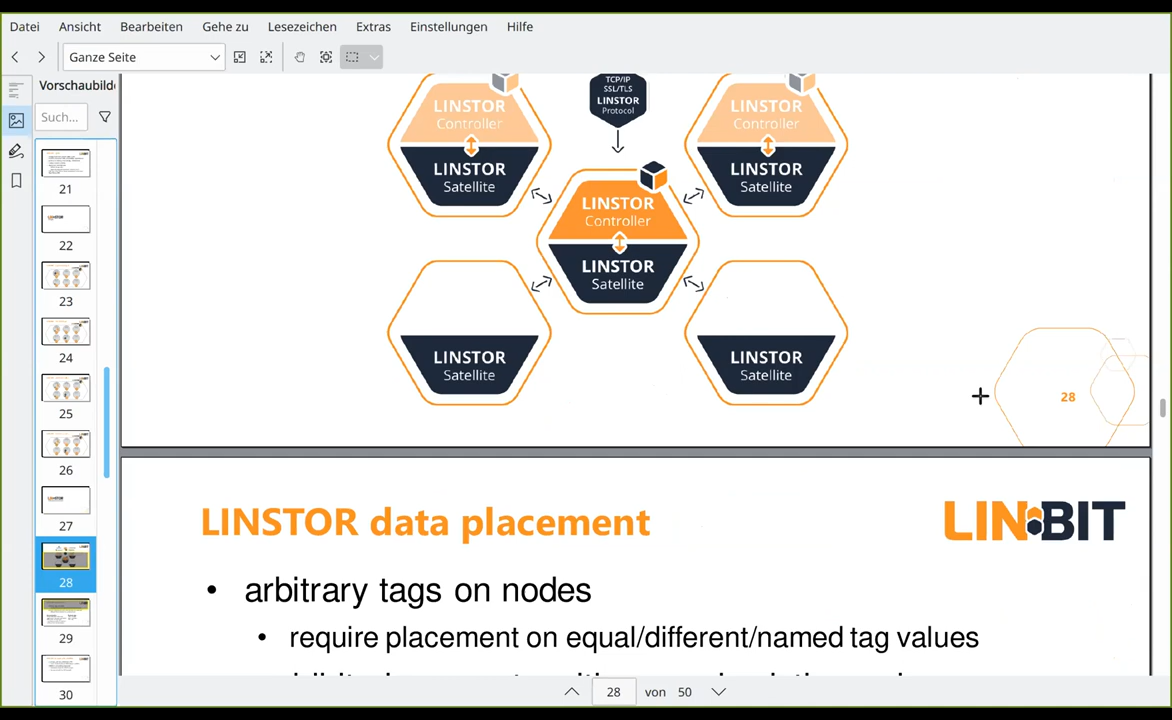 Datei Ansicht Bearbeiten Gehe zu Lesezeichen Extras Einstellungen Hilfe
Ganze Seite
Vorschaubild
Such...
21
22
23
24
25
26
27
28
29
30
TCP/IP
SSL/TLS
LINSTOR
Protocol
LINSTOR
Controller
LINSTOR
Satellite
LINSTOR
Controller
LINSTOR
Satellite
LINSTOR
Controller
LINSTOR
Satellite
LINSTOR
Satellite
LINSTOR
Satellite
28
LINSTOR data placement
LINBIT
• arbitrary tags on nodes
• require placement on equal/different/named tag values
28 von 50